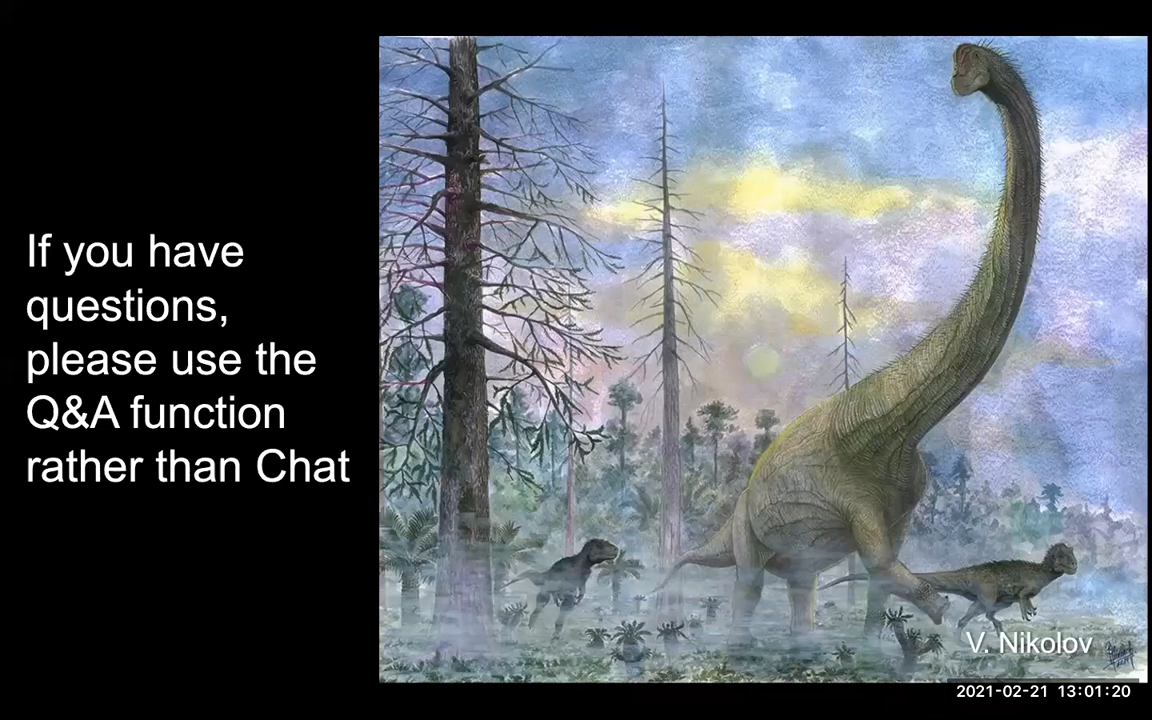 If you have
questions,
please use the
Q&A function
rather than Chat
V. Nikolov
2021-02-21 13:01:20